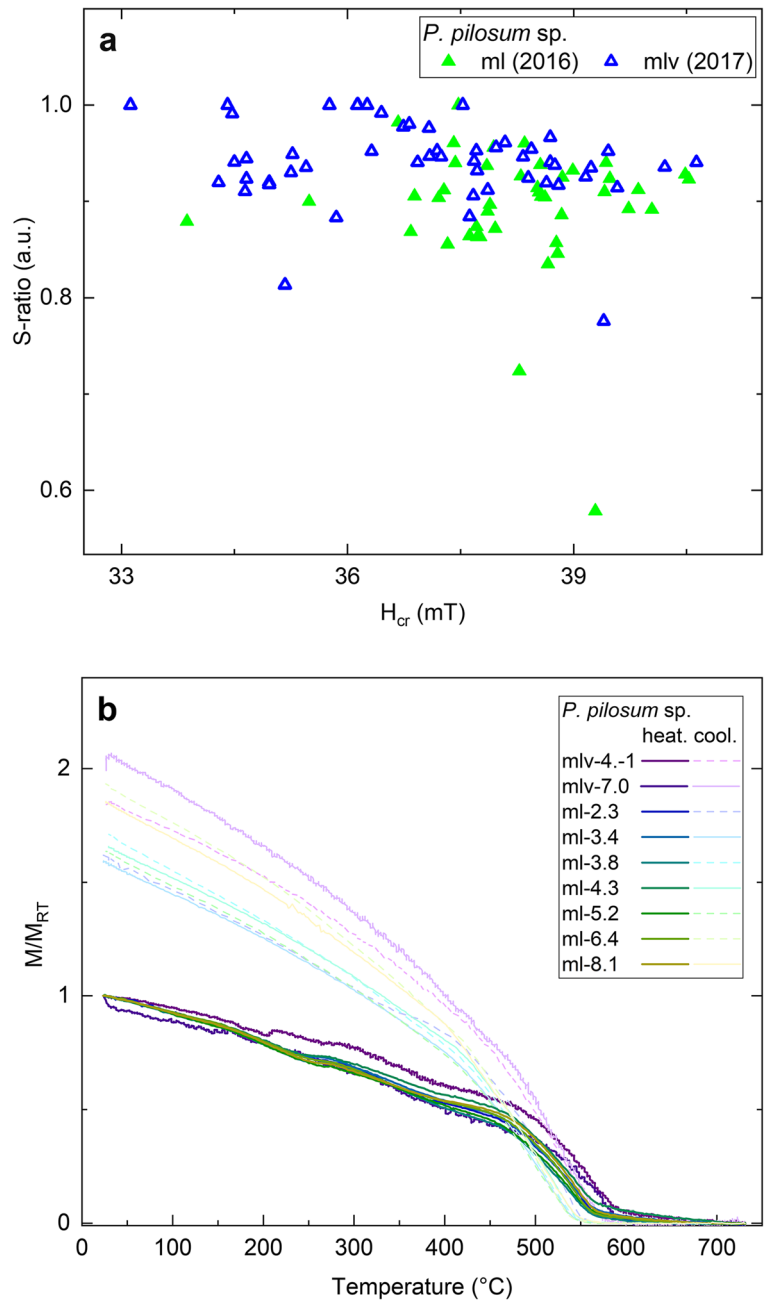 a
P. pilosum sp.
ml (2016) mlv (2017)
1.0
0.8
0.6
S-ratio (a.u.)
33 36 39
Hcr (mT)
b
P. pilosum sp.
heat. cool.
mlv-4.-1
mlv-7.0
ml-2.3
ml-3.4
ml-3.8
ml-4.3
ml-5.2
ml-6.4
ml-8.1
2
1
0
M/MRT
0 100 200 300 400 500 600 700
Temperature (°C)